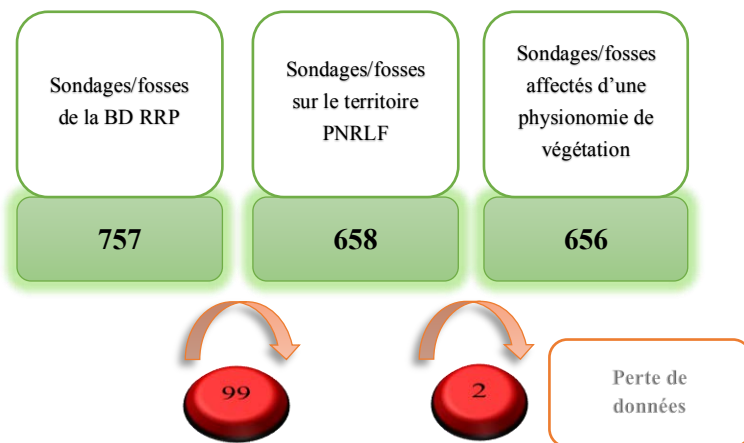 Sondages/fosses
de la BD RRP
Sondages/fosses
sur le territoire
PNRLF
Sondages/fosses
affectés d'une
physionomie de
végétation
757
658
656
99
2
Perte de
données